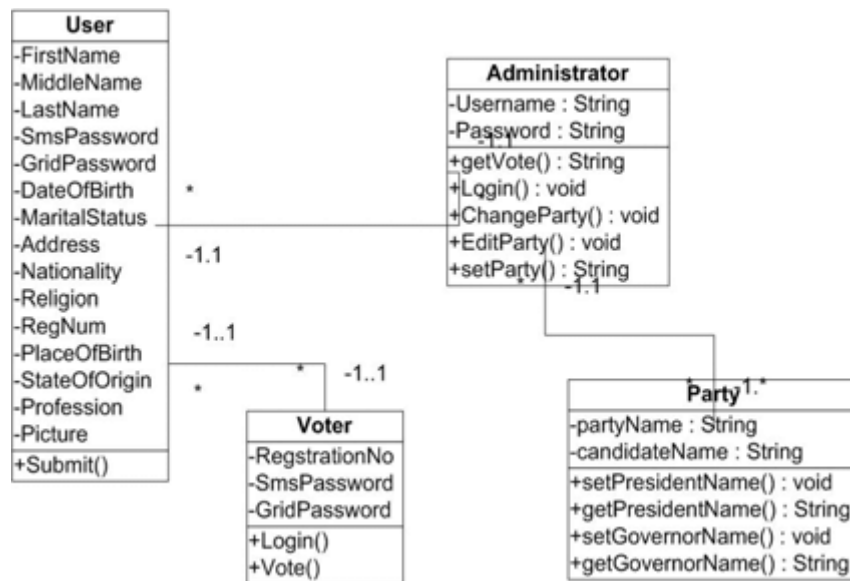 User
-FirstName
-MiddleName
-LastName
-SmsPassword
-GridPassword
-DateOfBirth
-MaritalStatus
-Address
-Nationality
-Religion
-RegNum
-PlaceOfBirth
-StateOfOrigin
-Profession
-Picture
+Submit()
*
-1.1
-1..1
*
*
-1..1
Voter
-RegstrationNo
-SmsPassword
-GridPassword
+Login()
+Vote()
Administrator
-Username : String
-Password : String
-1.1
+getVote() : String
+Login() : void
*
+ChangeParty() : void
+EditParty() : void
+setParty() : String
*
-1.1
*
-1.*
Party
-partyName : String
-candidateName : String
+setPresidentName() : void
+getPresidentName() : String
+setGovernorName() : void
+getGovernorName() : String